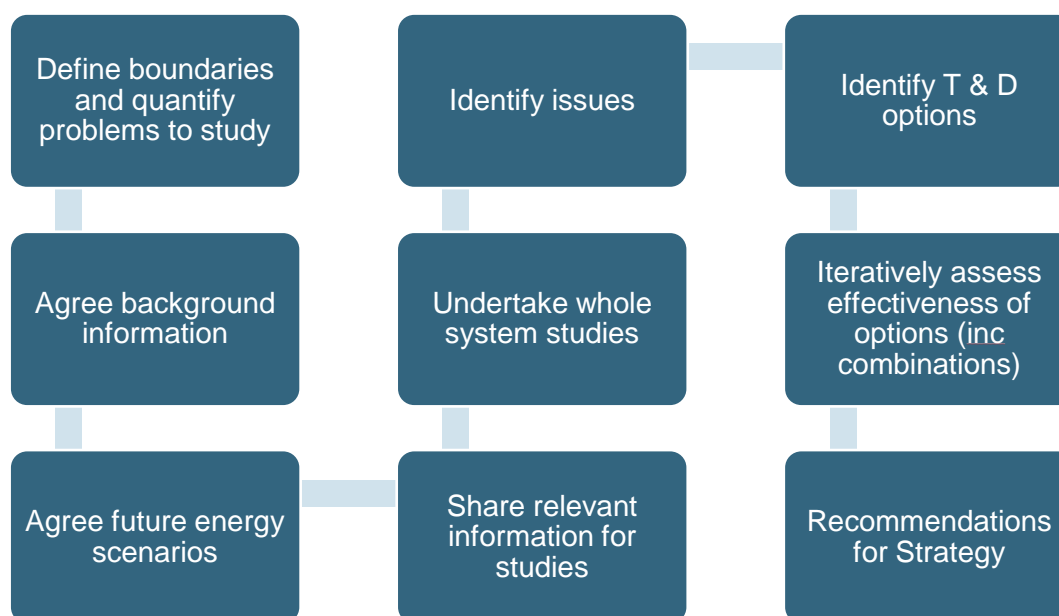 Define boundaries
and quantify
problems to study
Agree background
information
Agree future energy
scenarios
Share relevant
information for
studies
Undertake whole
system studies
Identify issues
Identify T & D
options
Iteratively assess
effectiveness of
options (inc
combinations)
Recommendations
for Strategy